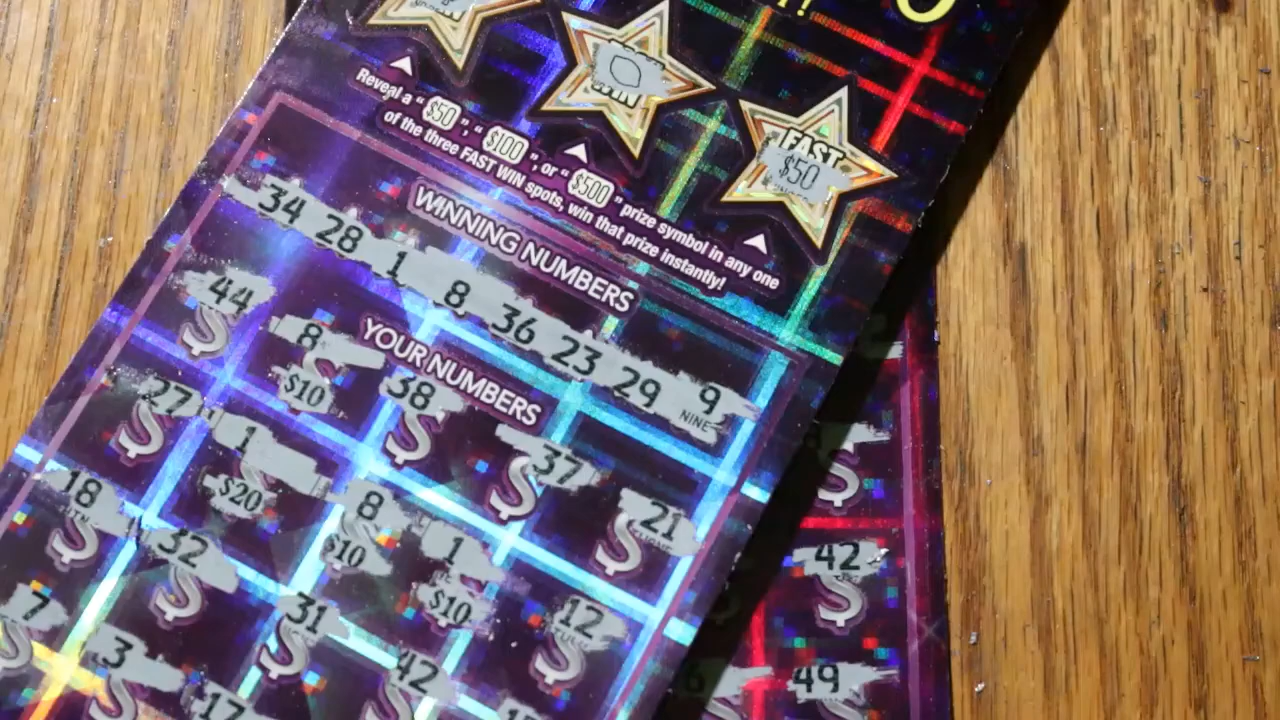 WIN
FAST
$50
Reveal a "$50", "$100", or "$500" prize symbol in any one
of the three FAST WIN spots, win that prize instantly!
WINNING NUMBERS
34 28 1 8 36 23 29 9
NINE
YOUR NUMBERS
44 8 38 37 21
$ $10 $ $ $
27 1 8 1 12
$ $20 $10 $10 $
18 32 31 42
$ $ $ $
7 3 17
$ $
$
42
$
49
$